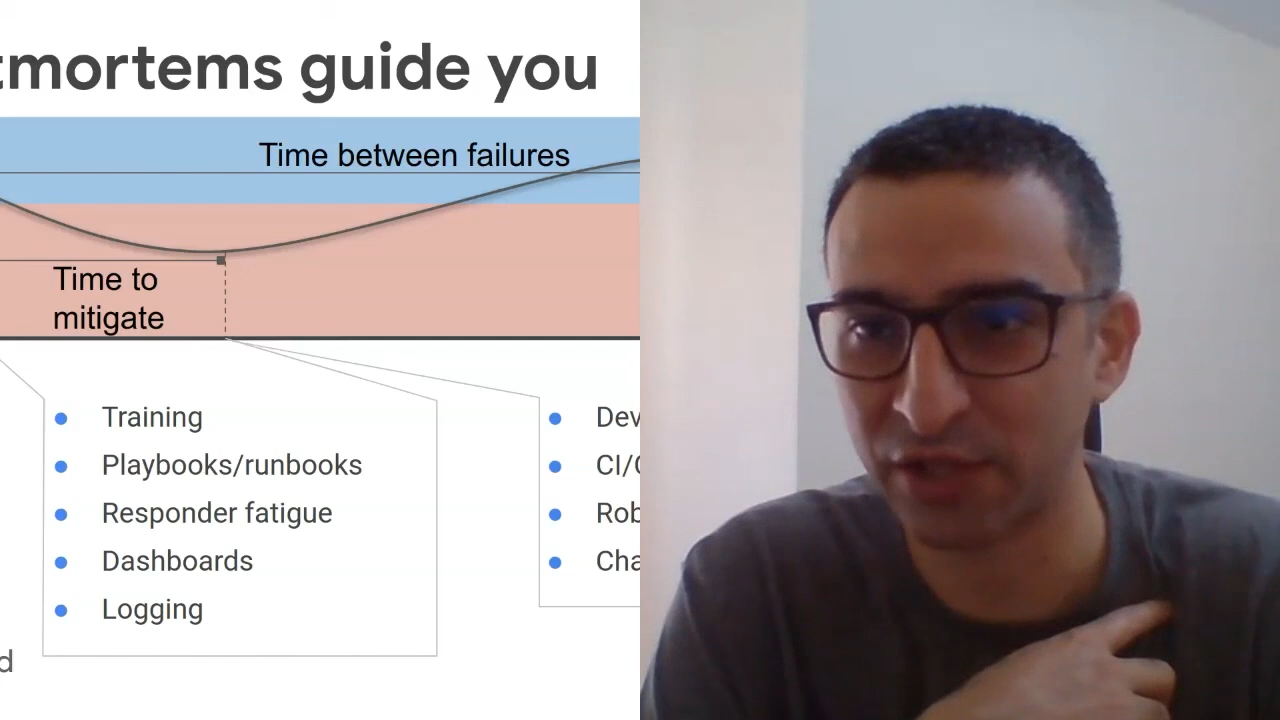 tmortems guide you
Time between failures
Time to
mitigate
Training
Playbooks/runbooks
Responder fatigue
Dashboards
Logging
Dev
CI/C
Rob
Cha
d